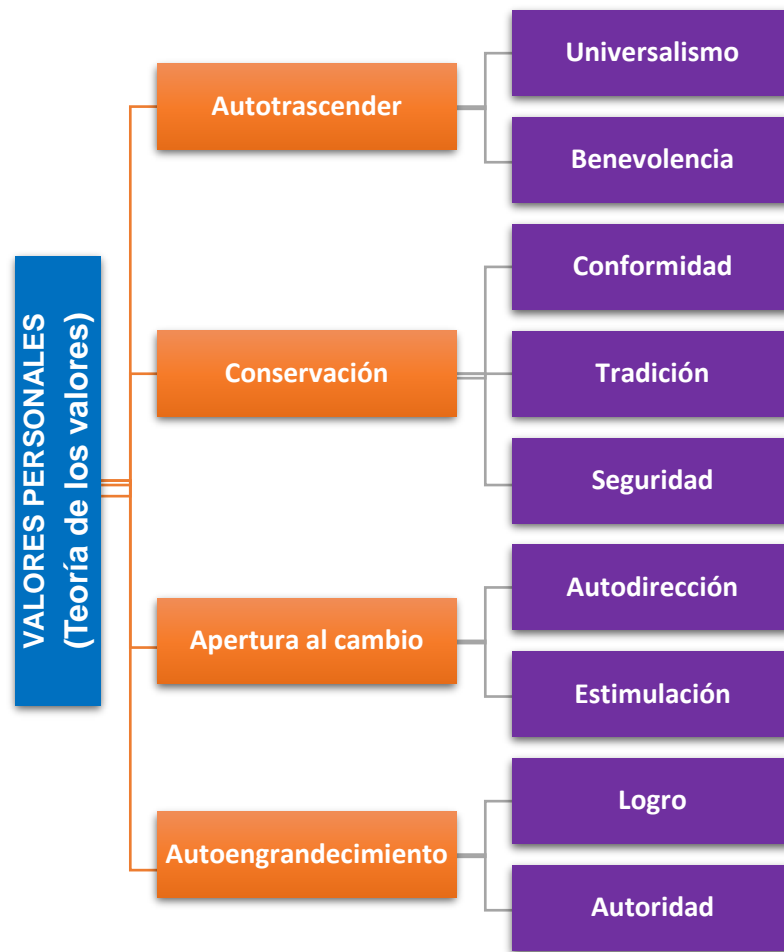 VALORES PERSONALES
(Teoría de los valores)
Autotrascender
Universalismo
Benevolencia
Conservación
Conformidad
Tradición
Seguridad
Apertura al cambio
Autodirección
Estimulación
Autoengrandecimiento
Logro
Autoridad